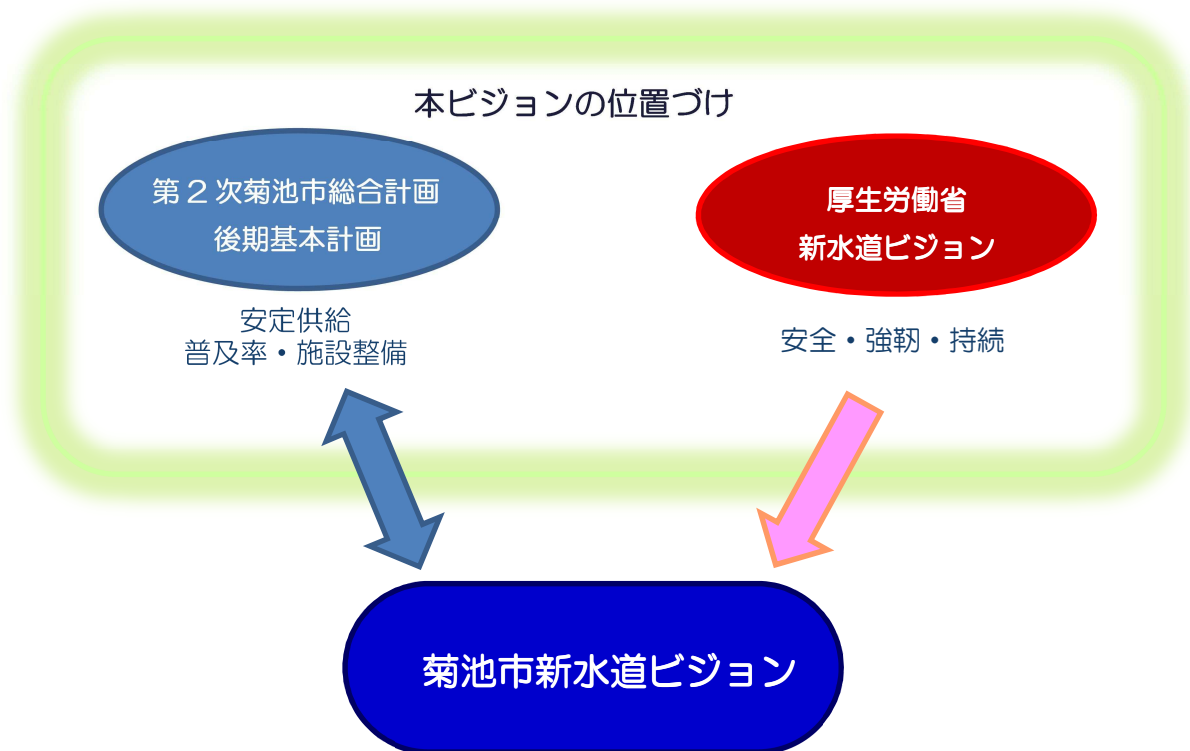 本ビジョンの位置づけ
第２次菊池市総合計画
後期基本計画
厚生労働省
新水道ビジョン
安定供給
普及率・施設整備
安全・強靭・持続
菊池市新水道ビジョン